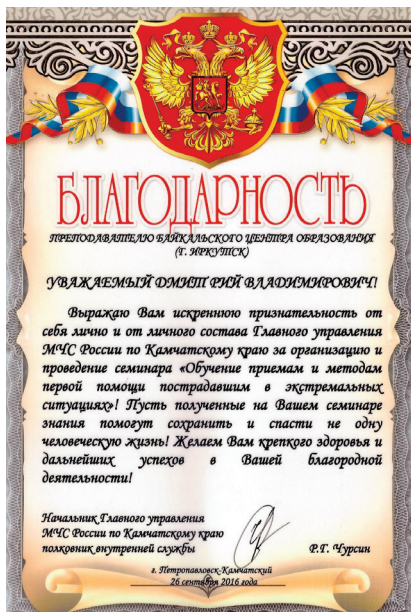 БЛАГОДАРНОСТЬ
ПРЕПОДАВАТЕЛЮ БАЙКАЛЬСКОГО ЦЕНТРА ОБРАЗОВАНИЯ
(Г. ИРКУТСК)
УВАЖАЕМЫЙ ДМИТ РИЙ ВЛАДИМИРОВИЧ!
Выражаю Вам искреннюю признательность от
себя лично и от личного состава Главного управления
МЧС России по Камчатскому краю за организацию и
проведение семинара «Обучение приемам и методам
первой помощи пострадавшим в экстремальных
ситуациях»! Пусть полученные на Вашем семинаре
знания помогут сохранить и спасти не одну
человеческую жизнь! Желаем Вам крепкого здоровья и
дальнейших успехов в Вашей благородной
деятельности!
Начальник Главного управления
МЧС России по Камчатскому краю
полковник внутренней службы Р.Г. Чурсин
г. Петропавловск-Камчатский
26 сентября 2016 года